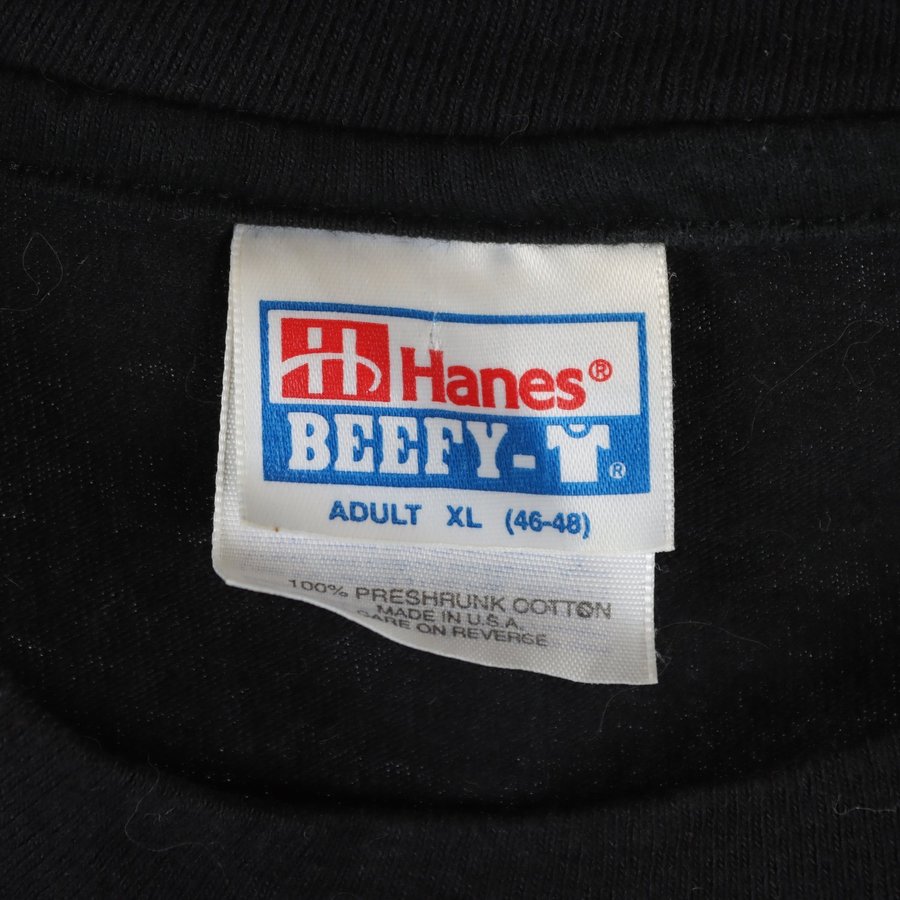 H Hanes®
BEEFY-T®
ADULT XL (46-48)
100% PRESHRUNK COTTON
MADE IN U.S.A.
CARE ON REVERSE